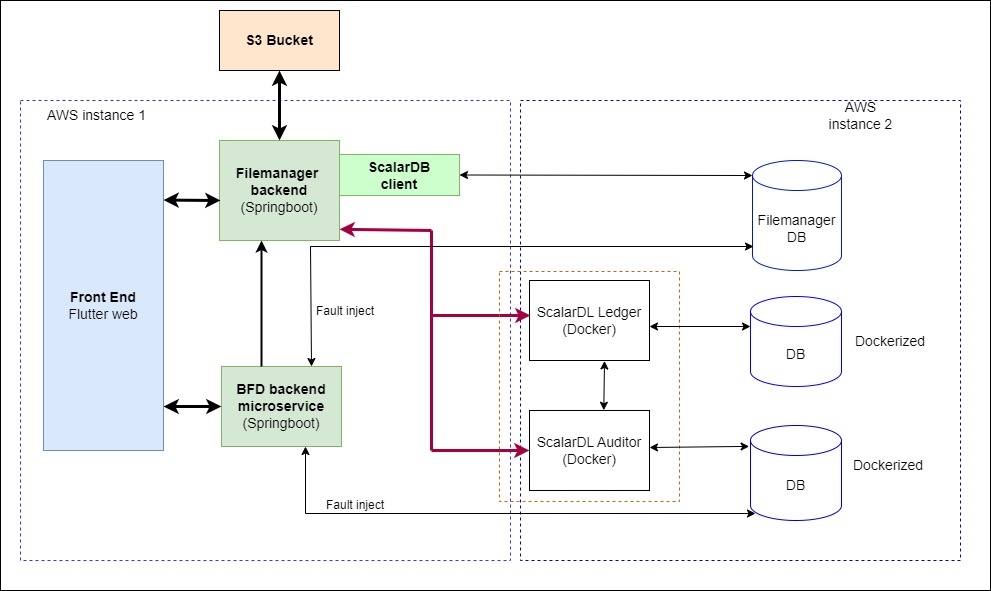 S3 Bucket
AWS instance 1
AWS
instance 2
Filemanager
backend
(Springboot)
ScalarDB
client
Filemanager
DB
Front End
Flutter web
Fault inject
ScalarDL Ledger
(Docker)
DB
Dockerized
BFD backend
microservice
(Springboot)
ScalarDL Auditor
(Docker)
DB
Dockerized
Fault inject